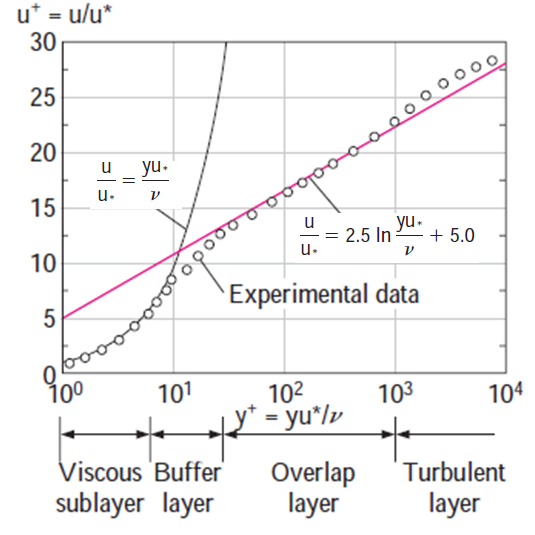 u⁺ = u/u*
30
25
20
15
10
5
0
u/u* = yu*/ν
u/u* = 2.5 ln yu*/ν + 5.0
Experimental data
10⁰ 10¹ 10² 10³ 10⁴
y⁺ = yu*/ν
Viscous sublayer
Buffer layer
Overlap layer
Turbulent layer